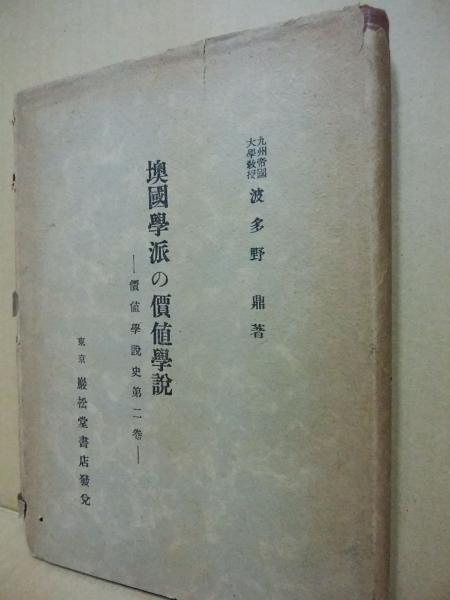 九州帝國
大學教授
波多野鼎著
墺國學派の價値學說
―價値學說史第二卷―
東京 巖松堂書店發兌